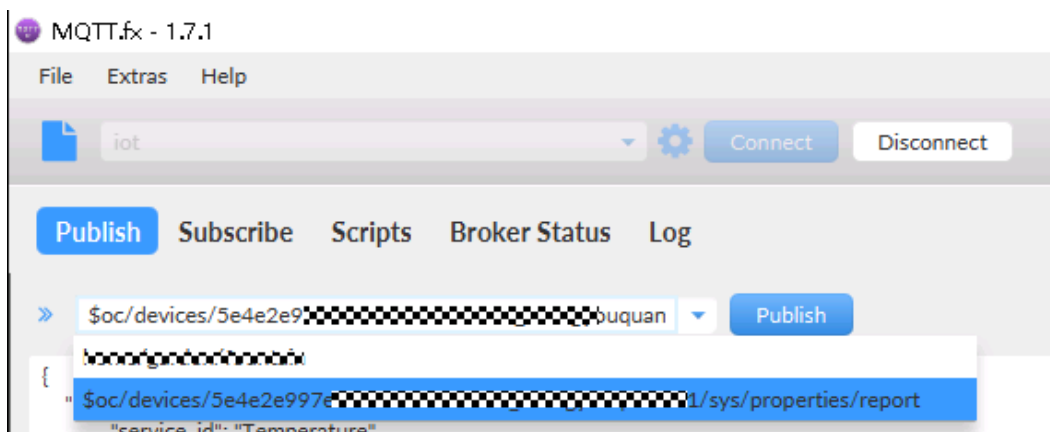 MQTT.fx - 1.7.1
File Extras Help
iot Connect Disconnect
Publish Subscribe Scripts Broker Status Log
$oc/devices/5e4e2e9 ouquan Publish
{
" $oc/devices/5e4e2e997e 1/sys/properties/report
"service_id": "Temperature"